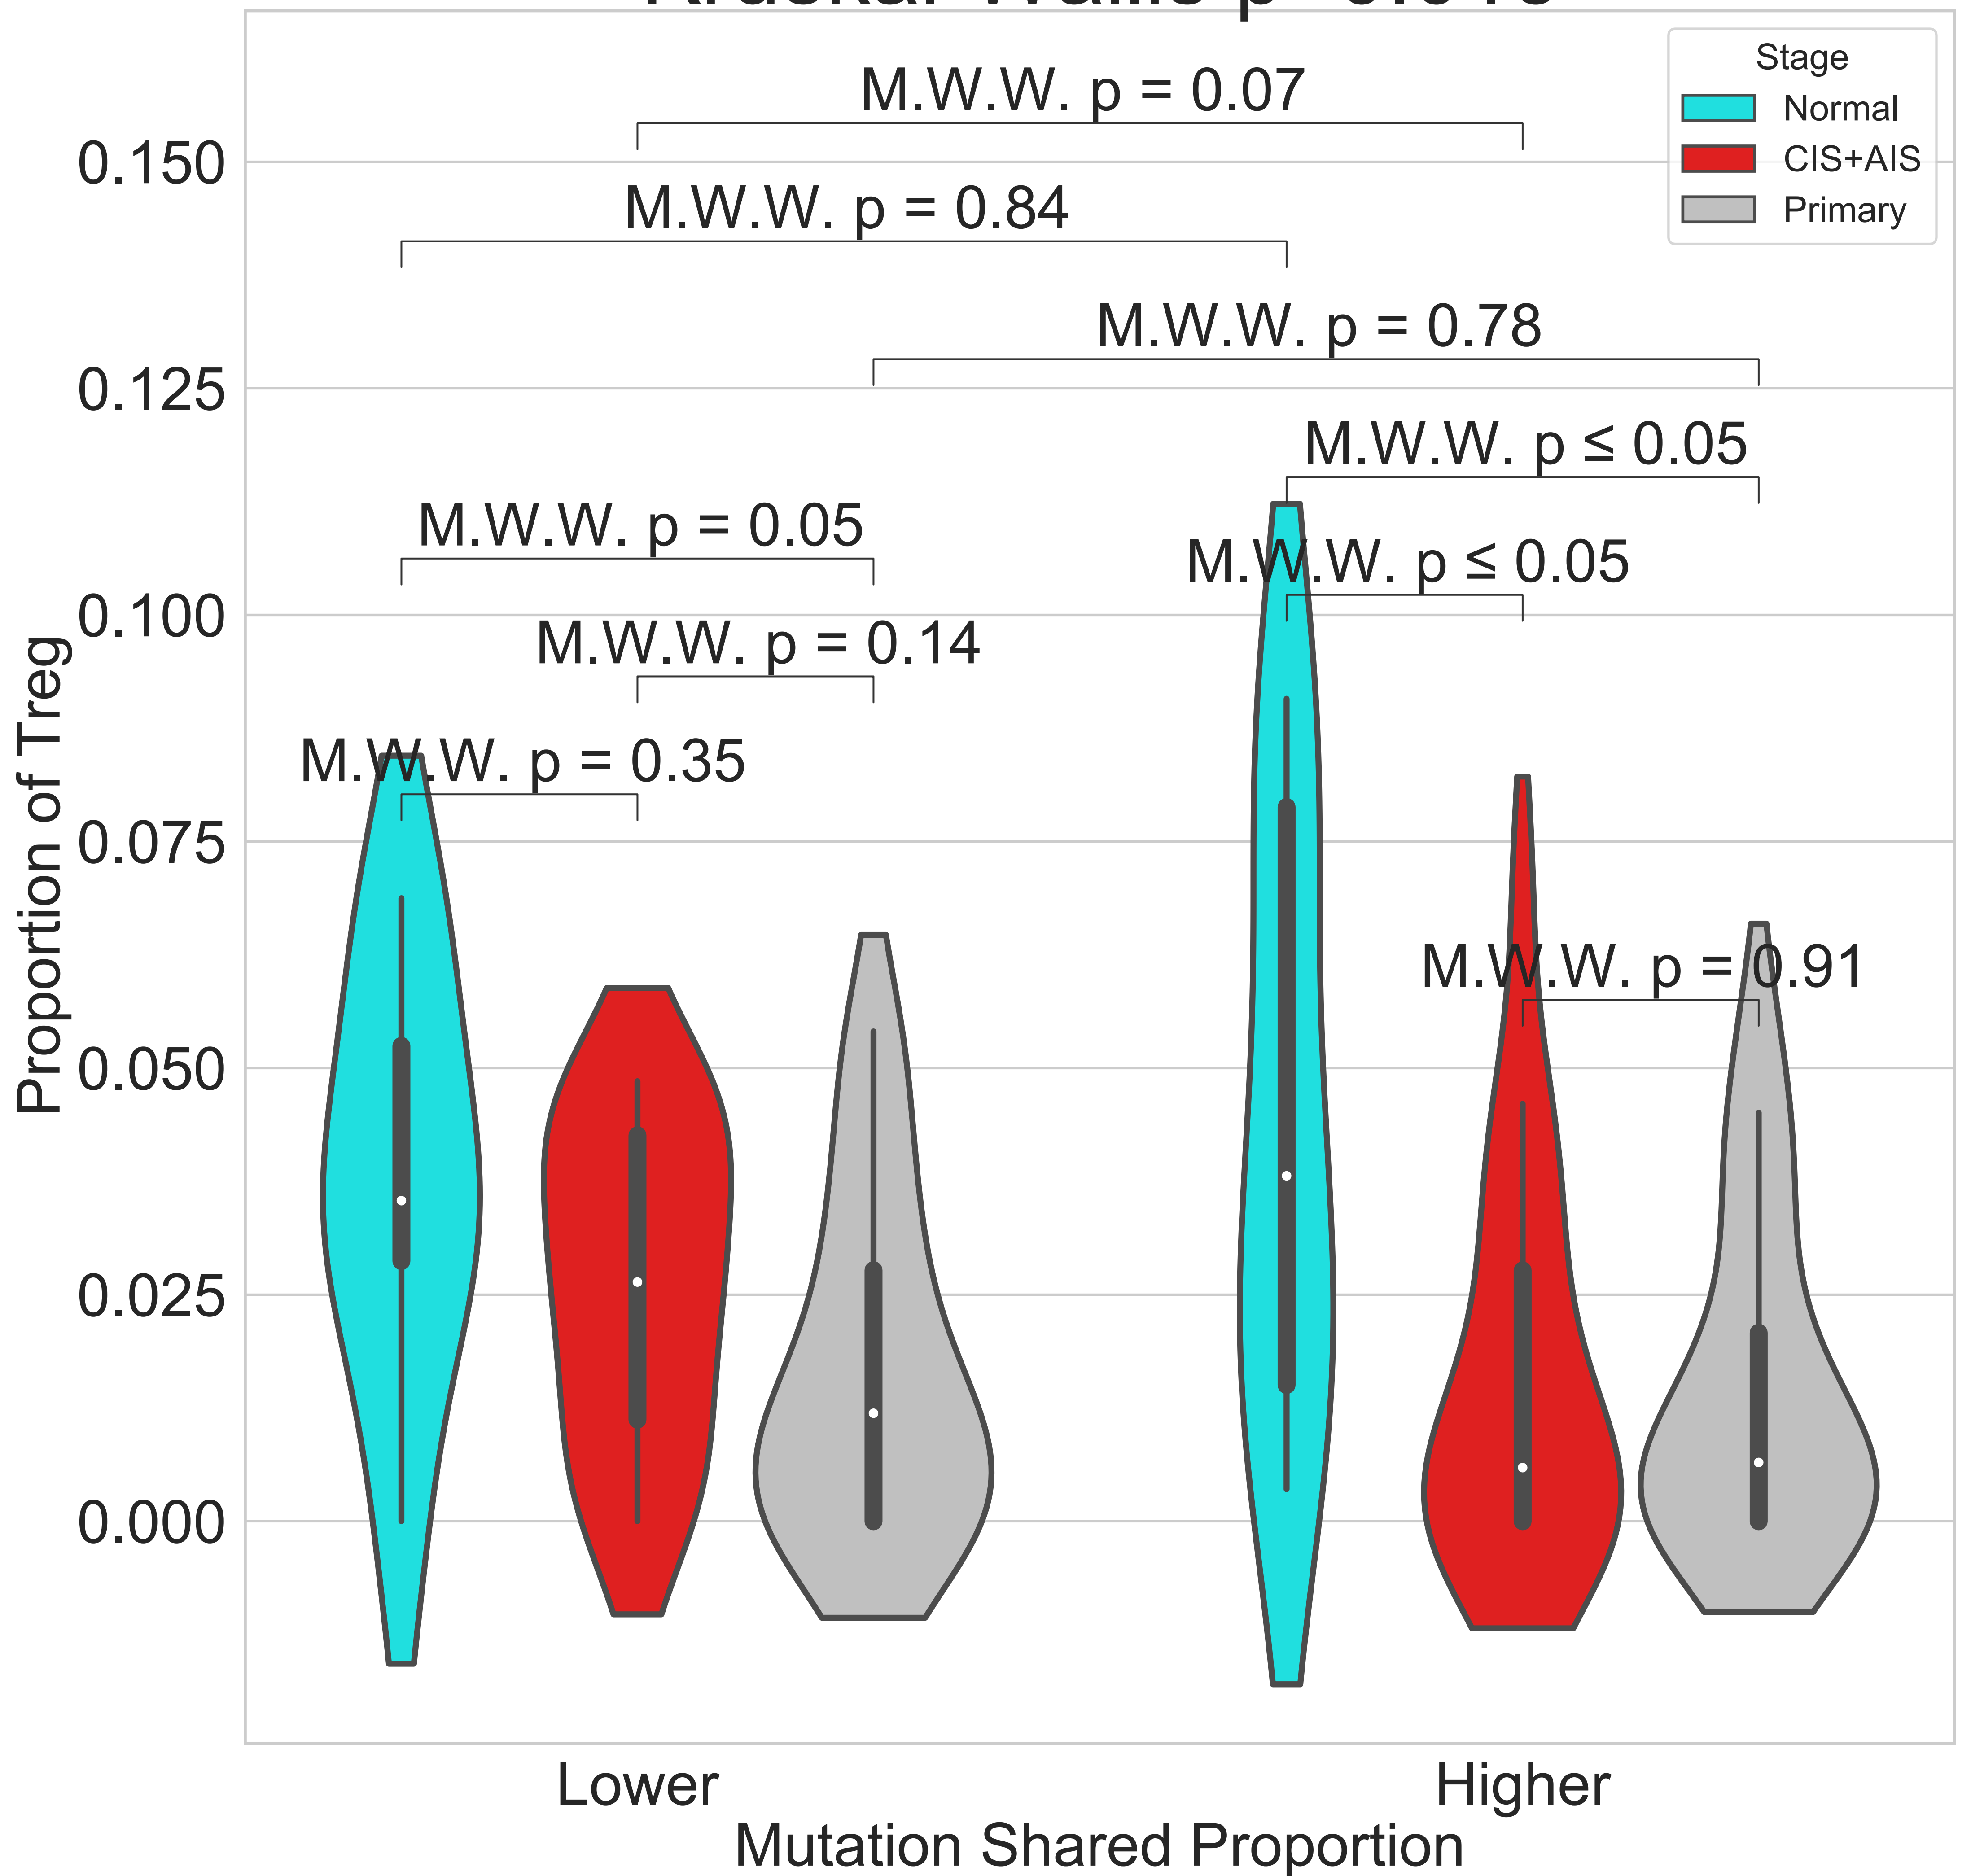 Stage
Normal
CIS+AIS
Primary
M.W.W. p = 0.07
M.W.W. p = 0.84
M.W.W. p = 0.78
M.W.W. p ≤ 0.05
M.W.W. p = 0.05
M.W.W. p ≤ 0.05
M.W.W. p = 0.14
M.W.W. p = 0.35
M.W.W. p = 0.91
0.150
0.125
0.100
0.075
0.050
0.025
0.000
Proportion of Treg
Lower
Higher
Mutation Shared Proportion